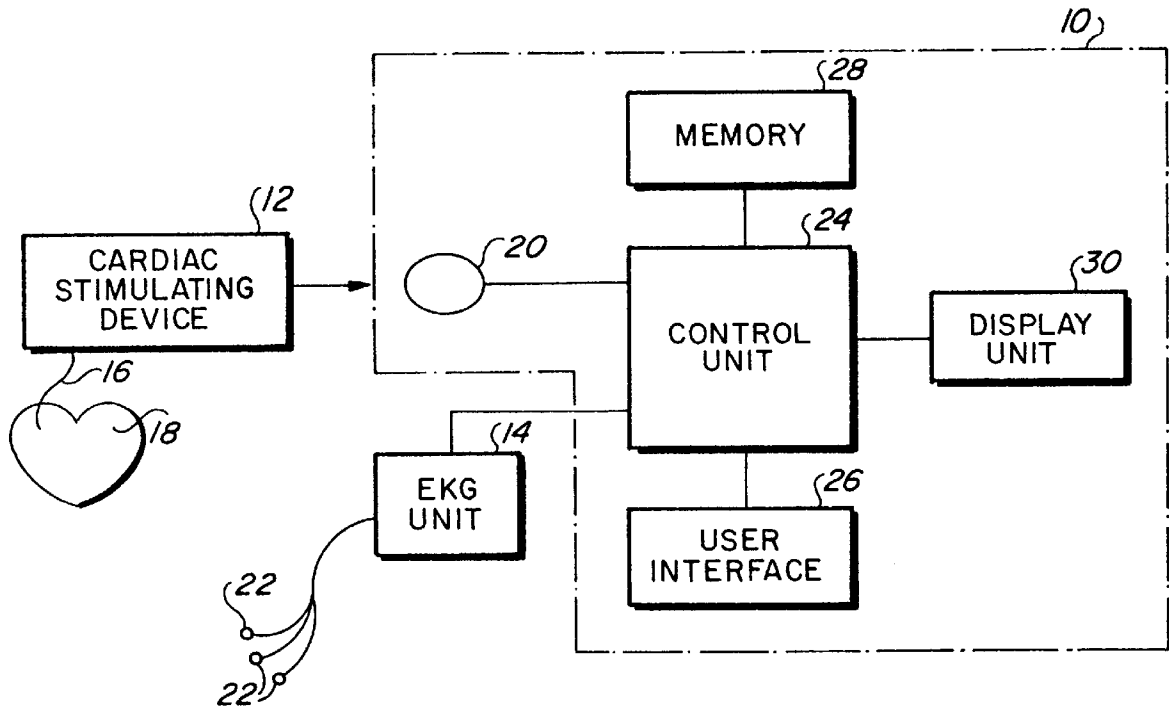 10
28
MEMORY
12
CARDIAC
STIMULATING
DEVICE
20
24
CONTROL
UNIT
30
DISPLAY
UNIT
16
18
14
EKG
UNIT
26
USER
INTERFACE
22
22